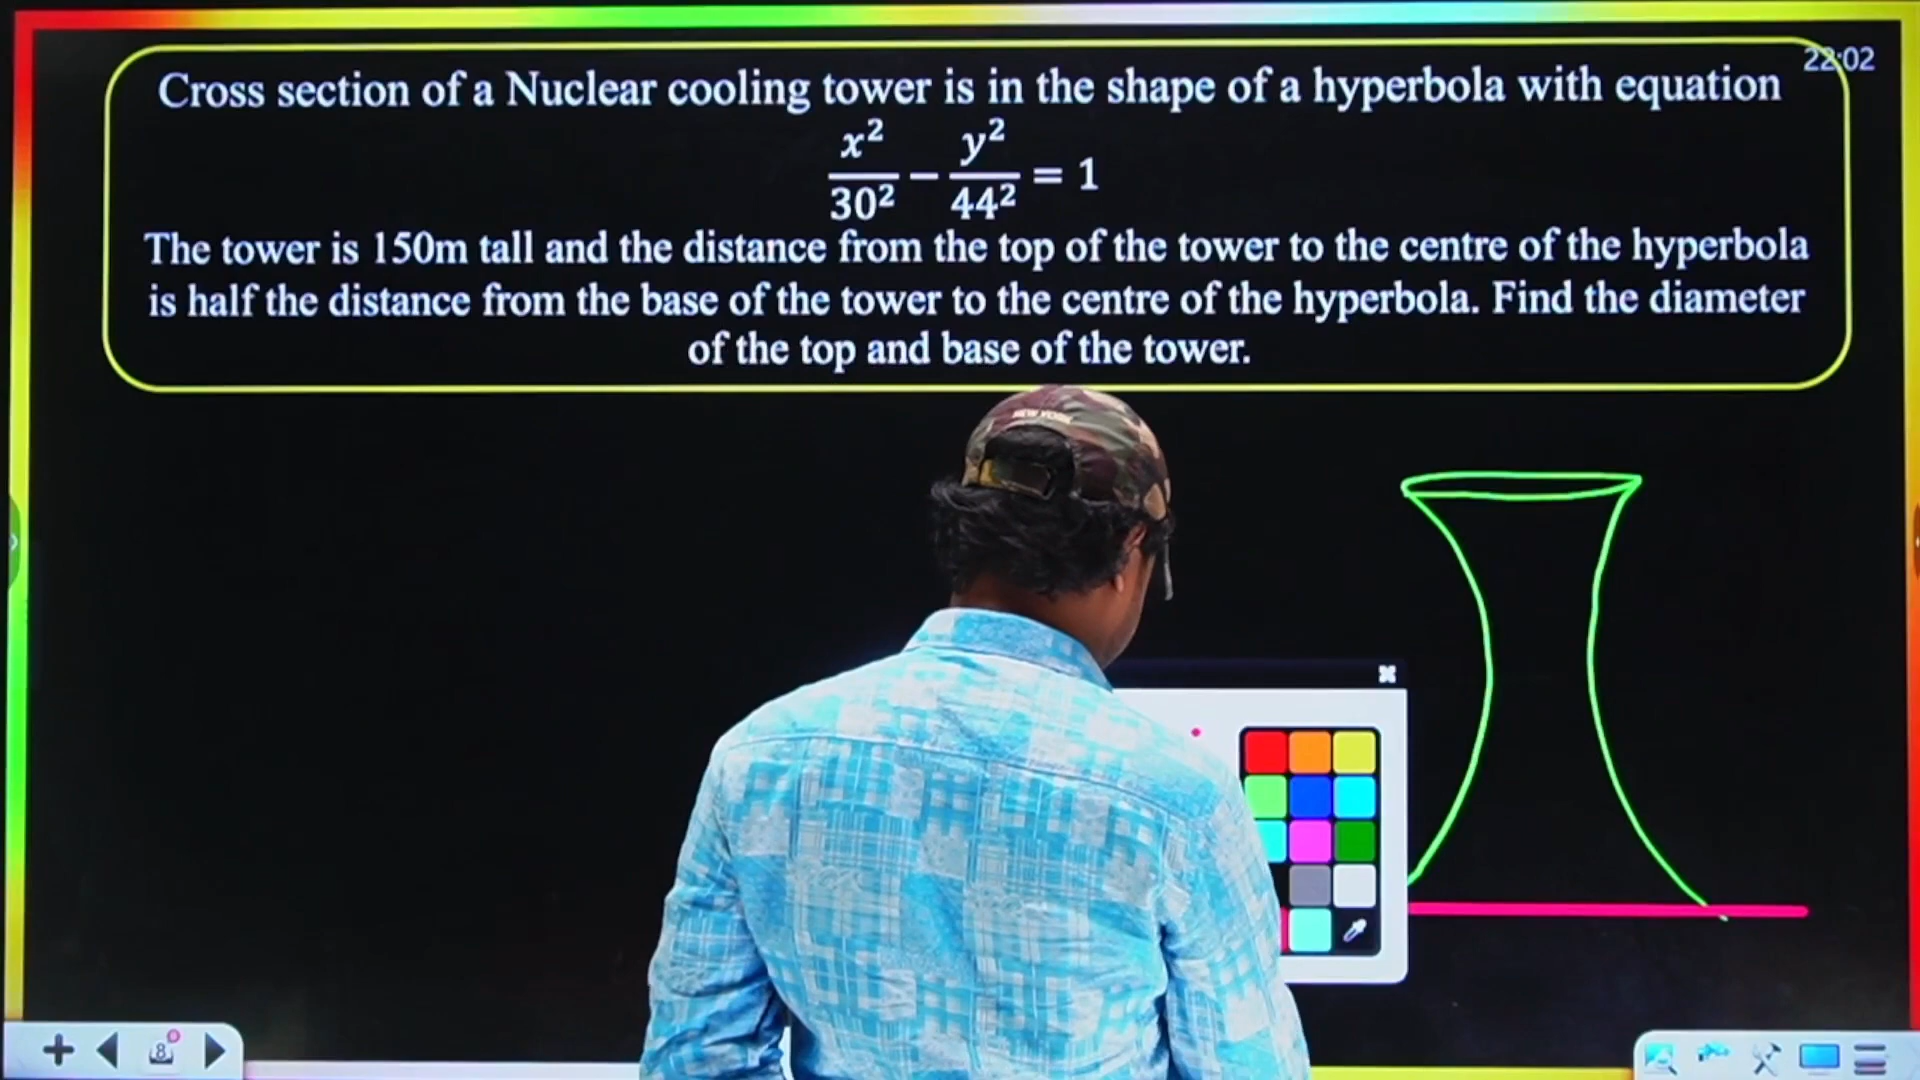 22:02
Cross section of a Nuclear cooling tower is in the shape of a hyperbola with equation
x²/30² − y²/44² = 1
The tower is 150m tall and the distance from the top of the tower to the centre of the hyperbola
is half the distance from the base of the tower to the centre of the hyperbola. Find the diameter
of the top and base of the tower.
NEW YORK
8